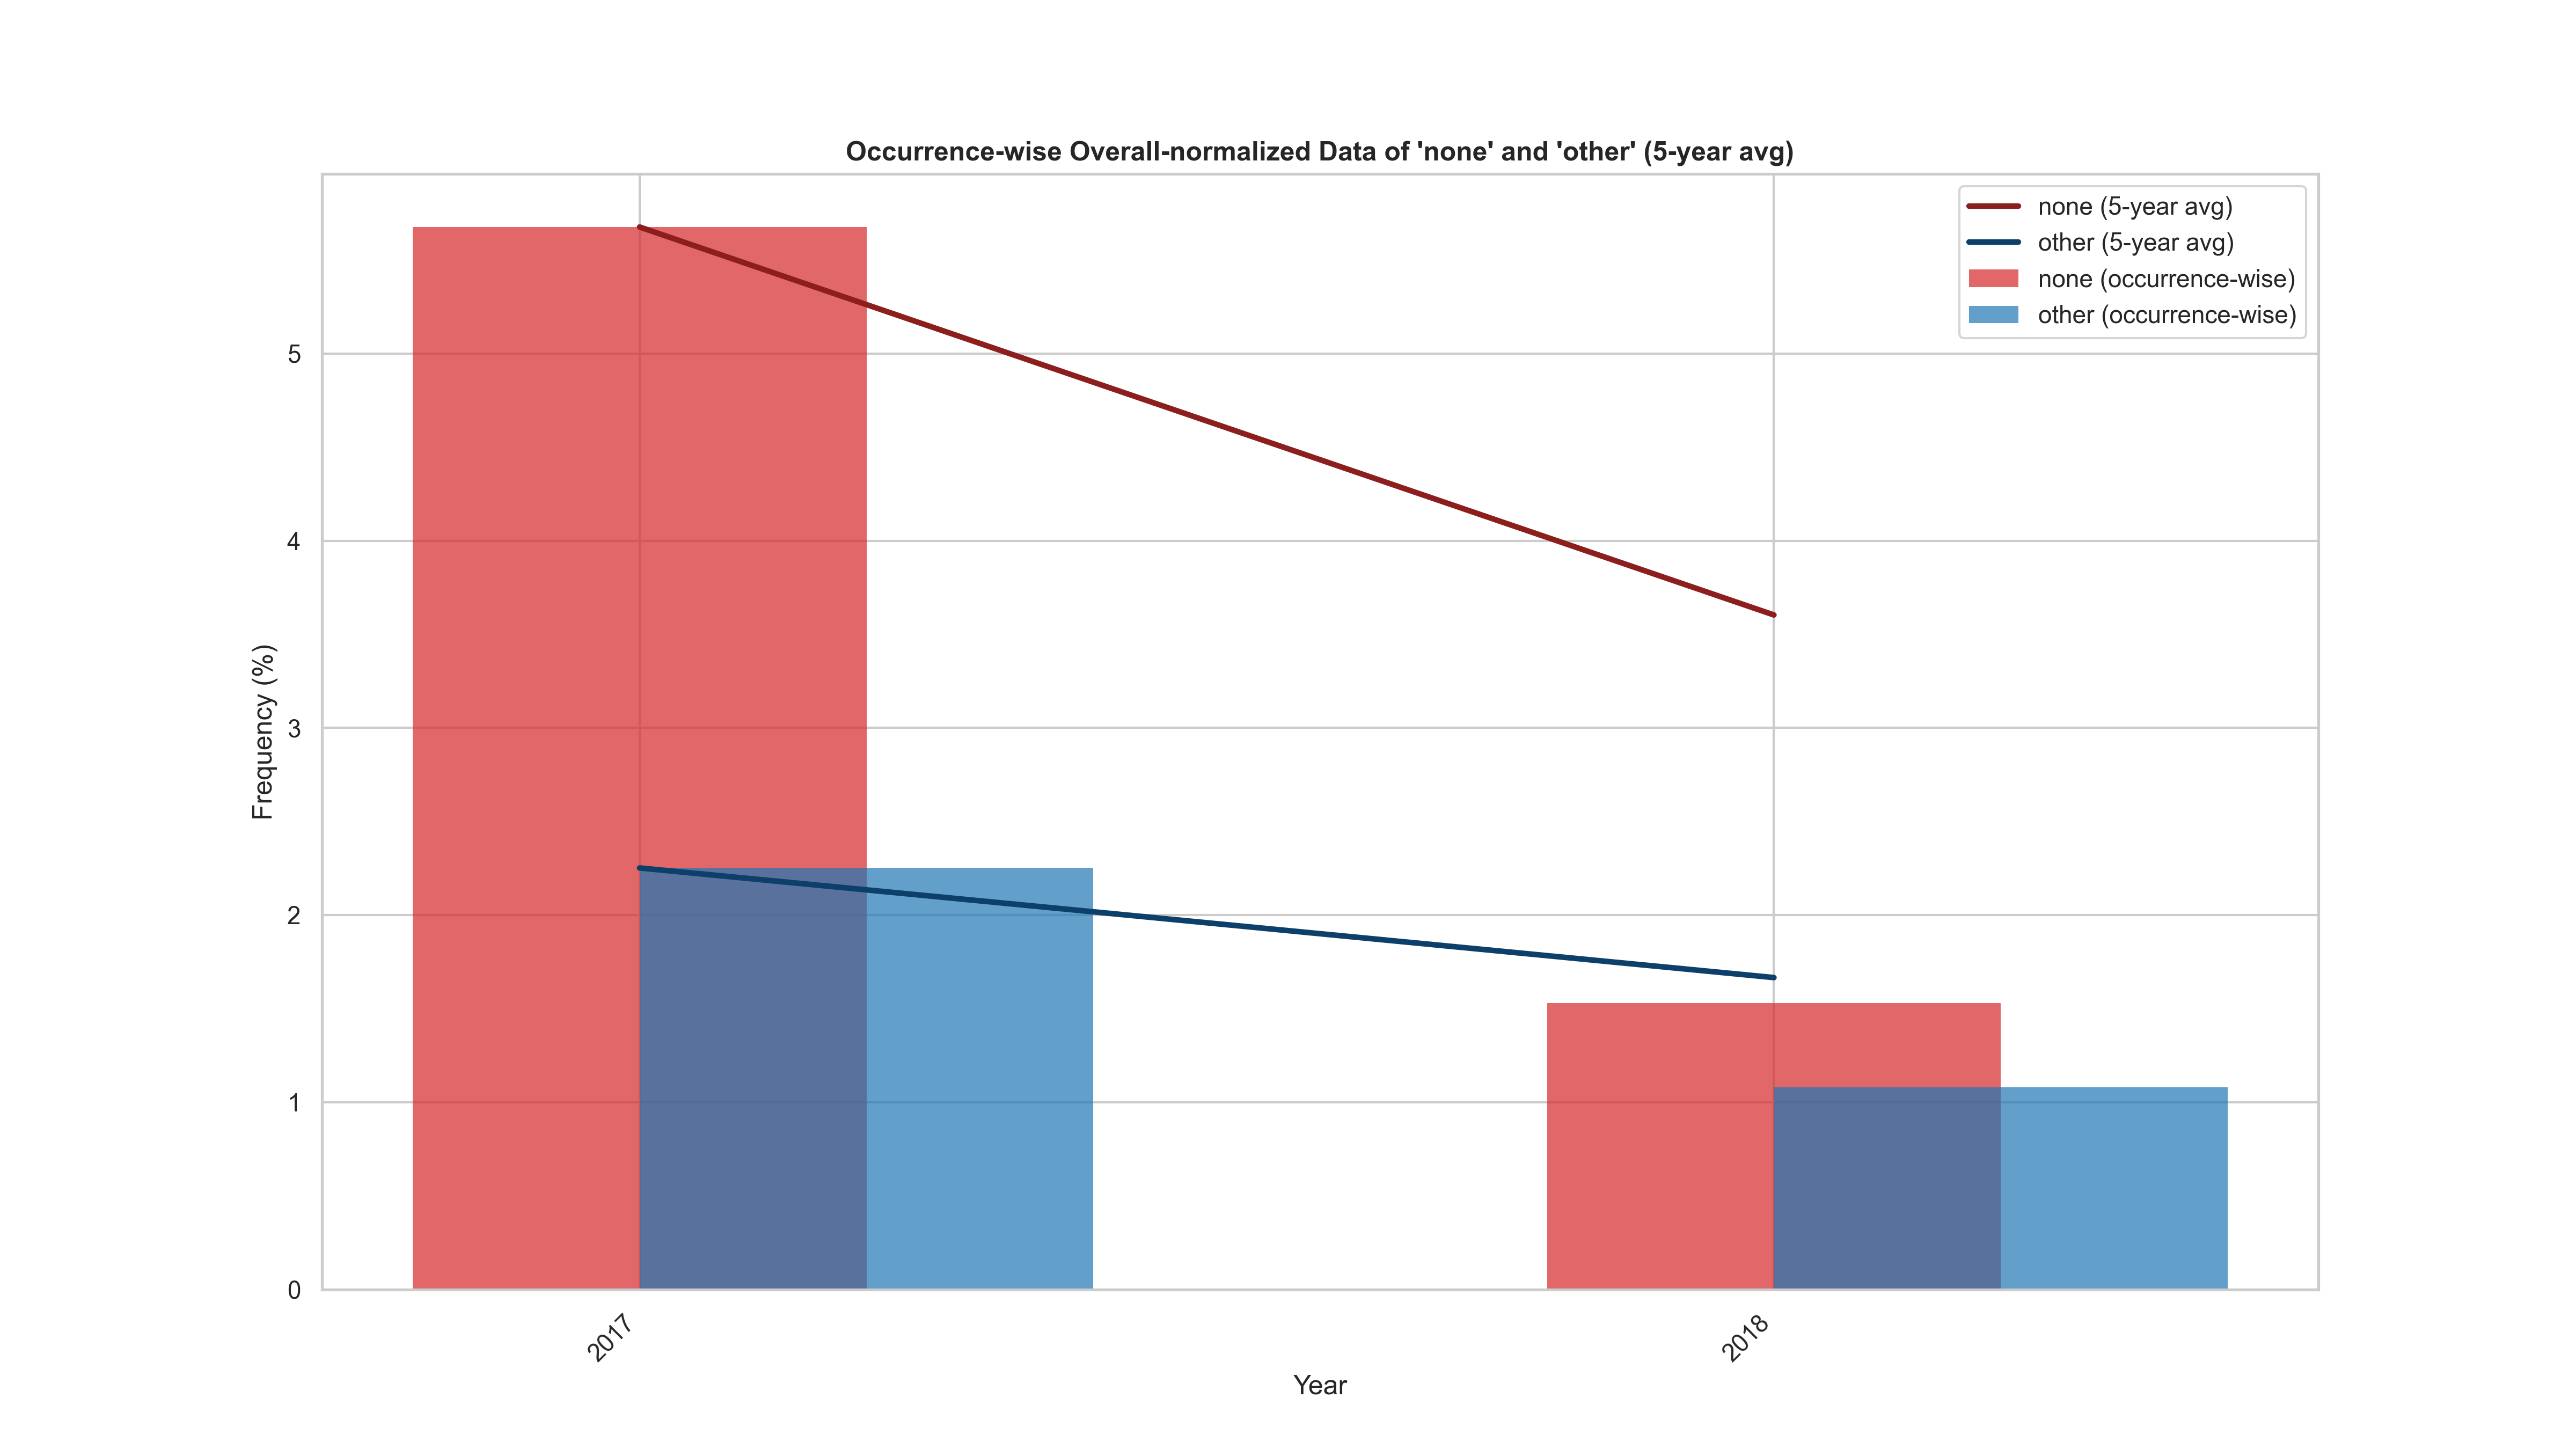 Occurrence-wise Overall-normalized Data of 'none' and 'other' (5-year avg)
none (5-year avg)
other (5-year avg)
none (occurrence-wise)
other (occurrence-wise)
5
4
3
2
1
0
Frequency (%)
2017
2018
Year